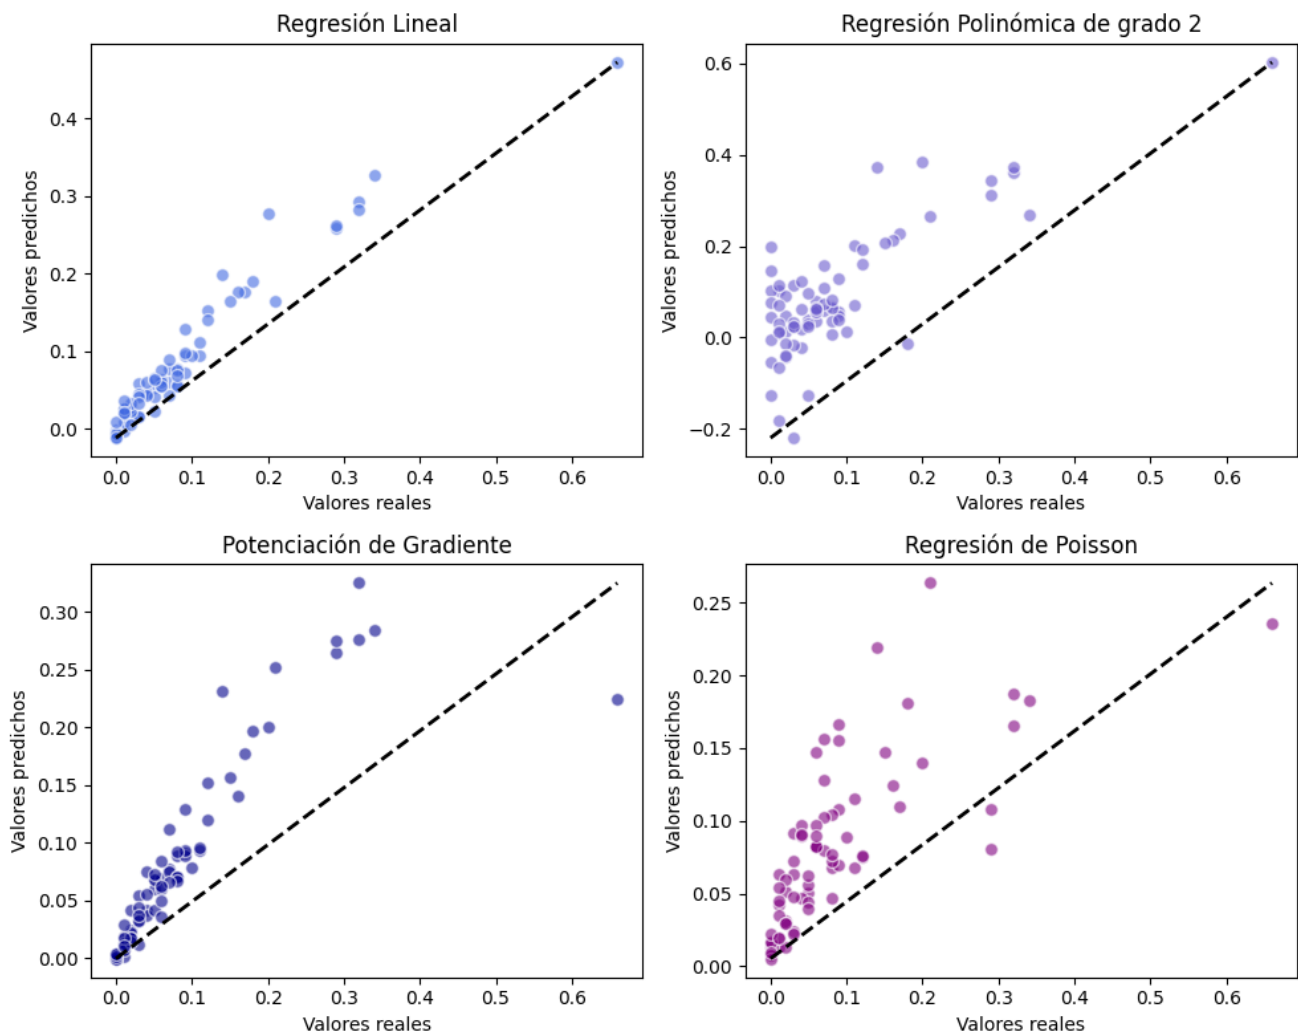 Regresión Lineal
Valores predichos
0.4
0.3
0.2
0.1
0.0
0.0 0.1 0.2 0.3 0.4 0.5 0.6
Valores reales
Regresión Polinómica de grado 2
Valores predichos
0.6
0.4
0.2
0.0
−0.2
0.0 0.1 0.2 0.3 0.4 0.5 0.6
Valores reales
Potenciación de Gradiente
Valores predichos
0.30
0.25
0.20
0.15
0.10
0.05
0.00
0.0 0.1 0.2 0.3 0.4 0.5 0.6
Valores reales
Regresión de Poisson
Valores predichos
0.25
0.20
0.15
0.10
0.05
0.00
0.0 0.1 0.2 0.3 0.4 0.5 0.6
Valores reales